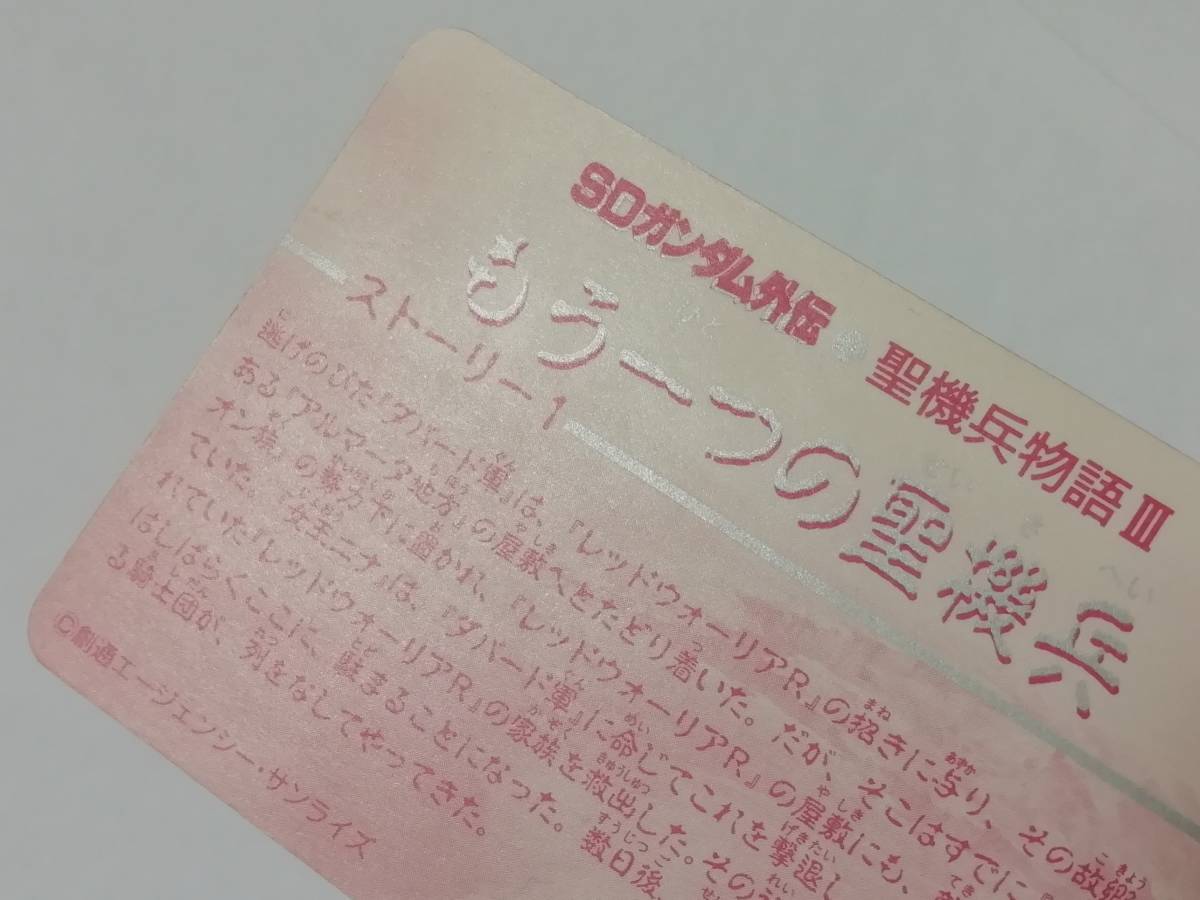 SDガンダム外伝 聖機兵物語III
もう一つの聖機兵
ストーリー1
逃げのびた『ダバード軍』は、『レッドウォーリアR』の招きに与り、その故郷
ある『アルマータ地方』の屋敷へとたどり着いた。だが、そこはすでに
オン族』の勢力下に置かれ、『レッドウォーリアR』の屋敷にも、
ていた。『女王ニナ』は、『ダバード軍』に命じてこれを撃退し
れていた『レッドウォーリアR』の家族を救出した。その
はしばらくここに、駐まることになった。数日後、
る騎士団が、列をなしてやってきた。
©創通エージェンシー・サンライズ